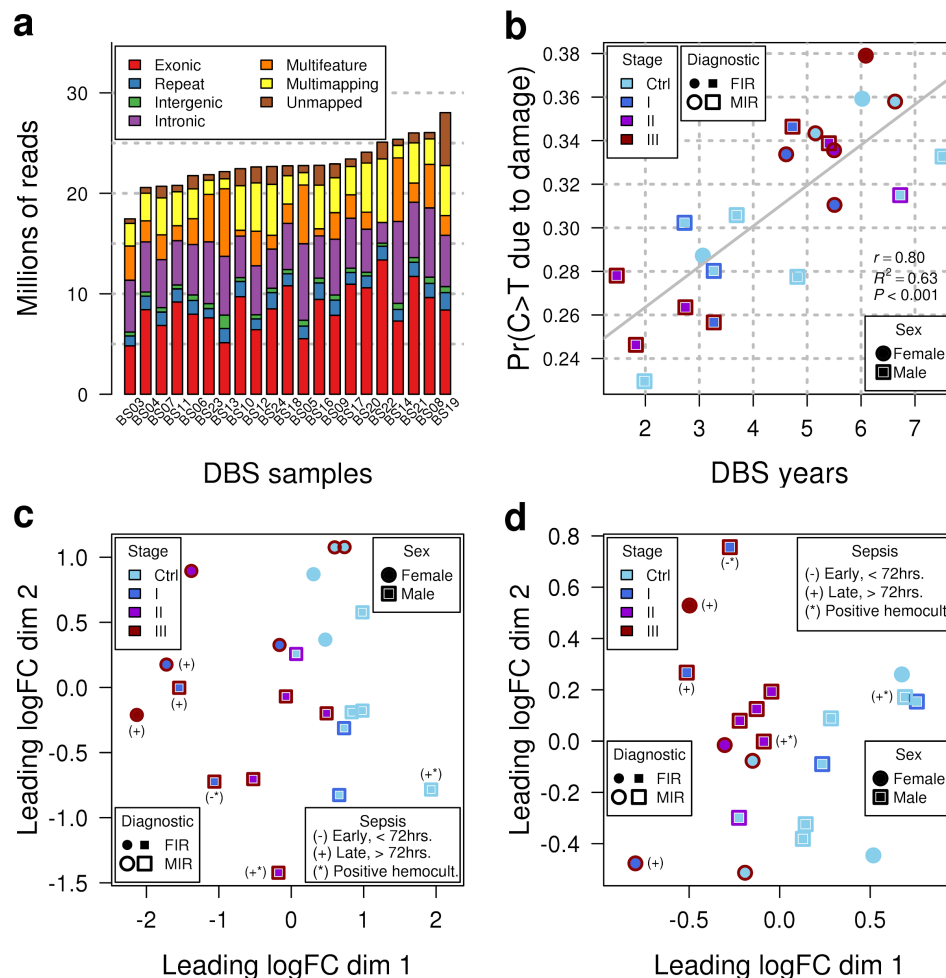 a
Millions of reads
30
20
10
0
Exonic
Repeat
Intergenic
Intronic
Multifeature
Multimapping
Unmapped
BS03
BS04
BS07
BS11
BS06
BS23
BS13
BS10
BS12
BS24
BS18
BS05
BS16
BS09
BS17
BS20
BS22
BS14
BS21
BS08
BS19
DBS samples
b
Pr(C>T due to damage)
0.38
0.36
0.34
0.32
0.30
0.28
0.26
0.24
Stage
Ctrl
I
II
III
Diagnostic
FIR
MIR
r = 0.80
R² = 0.63
P < 0.001
Sex
Female
Male
2 3 4 5 6 7
DBS years
c
Leading logFC dim 2
1.0
0.5
0.0
-0.5
-1.0
-1.5
Stage
Ctrl
I
II
III
Sex
Female
Male
(+)
(+)
(+)
(-*)
(+*)
(+*)
Diagnostic
FIR
MIR
Sepsis
(-) Early, < 72hrs.
(+) Late, > 72hrs.
(*) Positive hemocult.
-2 -1 0 1 2
Leading logFC dim 1
d
Leading logFC dim 2
0.8
0.6
0.4
0.2
0.0
-0.2
-0.4
Stage
Ctrl
I
II
III
Sepsis
(-) Early, < 72hrs.
(+) Late, > 72hrs.
(*) Positive hemocult.
(-*)
(+)
(+)
(+*)
(+*)
(+)
Diagnostic
FIR
MIR
Sex
Female
Male
-0.5 0.0 0.5
Leading logFC dim 1